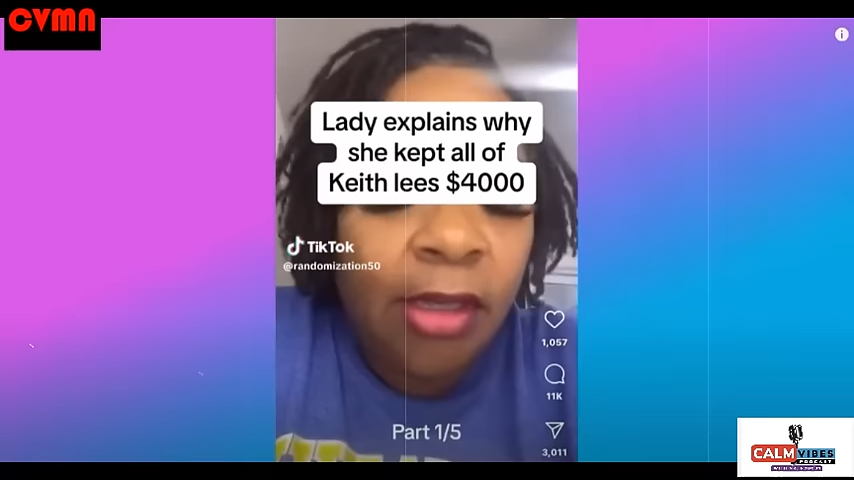 CVMN
Lady explains why
she kept all of
Keith lees $4000
TikTok
@randomization50
1,057
11K
Part 1/5
3,011
CALM VIBES
PODCAST